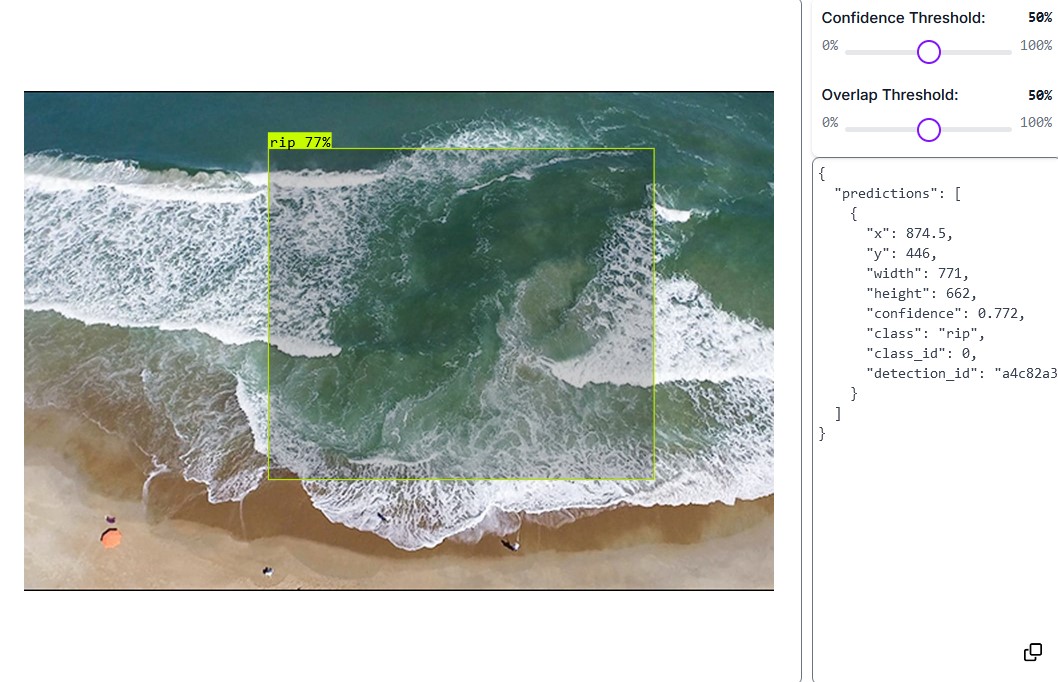 rip 77%
Confidence Threshold: 50%
0% 100%
Overlap Threshold: 50%
0% 100%
{
  "predictions": [
    {
      "x": 874.5,
      "y": 446,
      "width": 771,
      "height": 662,
      "confidence": 0.772,
      "class": "rip",
      "class_id": 0,
      "detection_id": "a4c82a3
    }
  ]
}